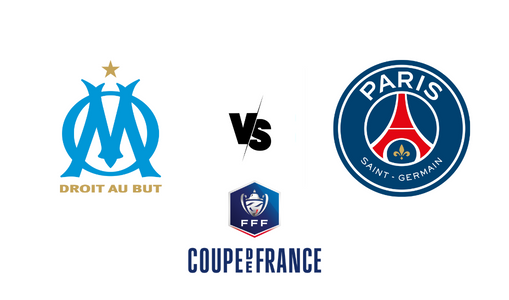 DROIT AU BUT
VS
PARIS
SAINT - GERMAIN
FFF
COUPE DE FRANCE